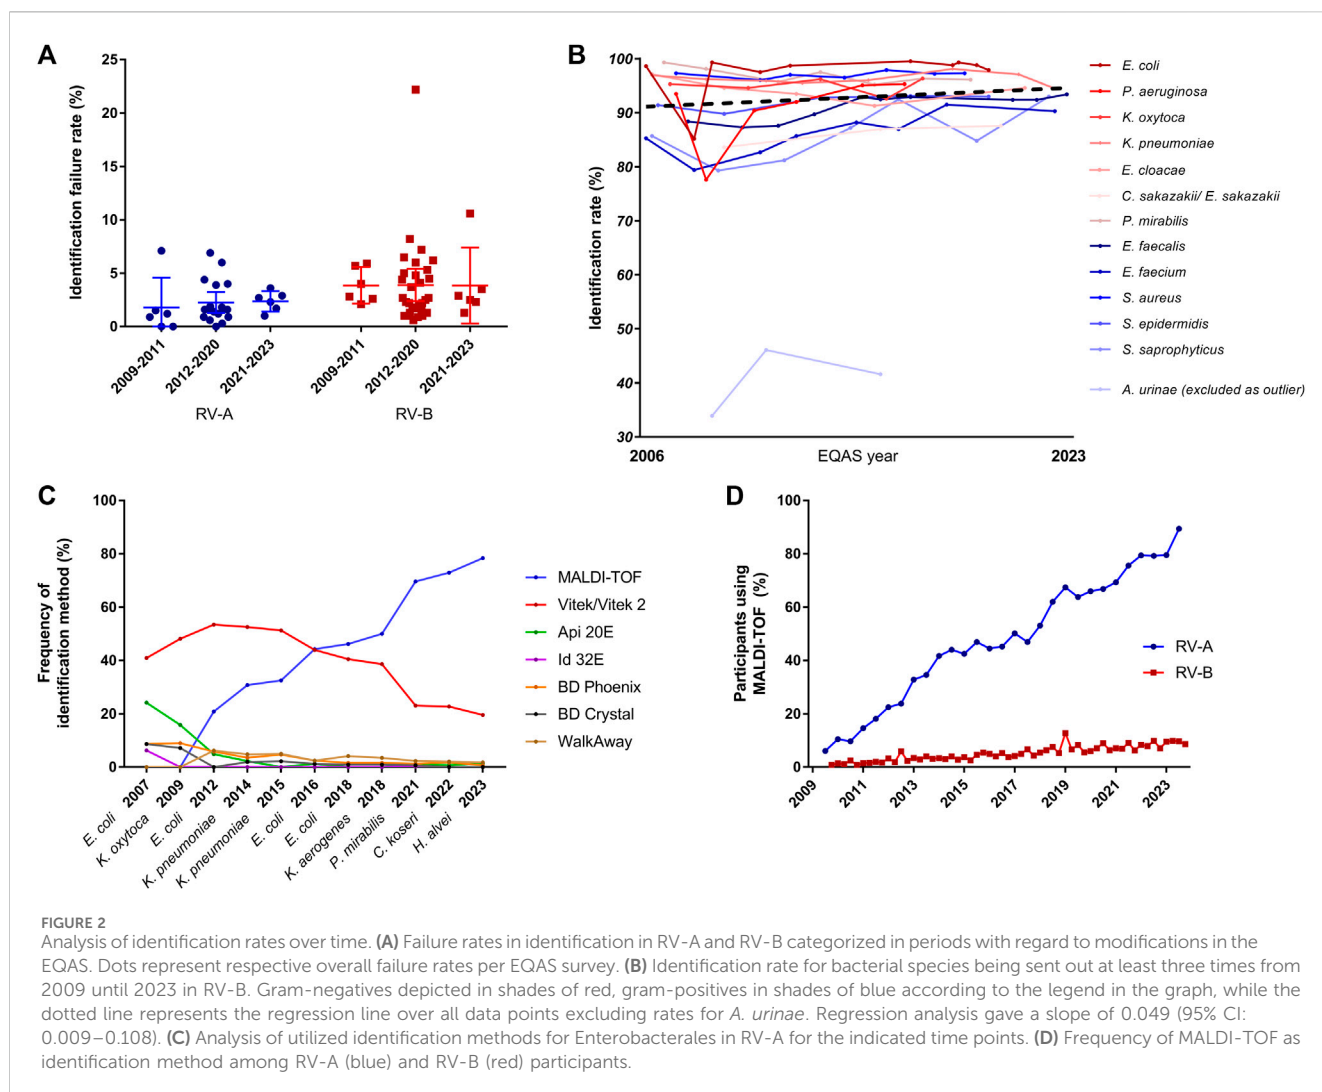 A
25
20
15
10
5
0
Identification failure rate (%)
2009-2011
2012-2020
2021-2023
2009-2011
2012-2020
2021-2023
RV-A
RV-B
B
100
90
80
70
60
50
40
30
Identification rate (%)
2006
EQAS year
2023
E. coli
P. aeruginosa
K. oxytoca
K. pneumoniae
E. cloacae
C. sakazakii/ E. sakazakii
P. mirabilis
E. faecalis
E. faecium
S. aureus
S. epidermidis
S. saprophyticus
A. urinae (excluded as outlier)
C
100
80
60
40
20
0
Frequency of
identification method (%)
2007
2009
2012
2014
2015
2016
2018
2018
2021
2022
2023
E. coli
K. oxytoca
E. coli
K. pneumoniae
K. pneumoniae
E. coli
E. coli
K. aerogenes
P. mirabilis
C. koseri
H. alvei
MALDI-TOF
Vitek/Vitek 2
Api 20E
Id 32E
BD Phoenix
BD Crystal
WalkAway
D
100
80
60
40
20
0
Participants using
MALDI-TOF (%)
2009
2011
2013
2015
2017
2019
2021
2023
RV-A
RV-B
FIGURE 2
Analysis of identification rates over time. (A) Failure rates in identification in RV-A and RV-B categorized in periods with regard to modifications in the
EQAS. Dots represent respective overall failure rates per EQAS survey. (B) Identification rate for bacterial species being sent out at least three times from
2009 until 2023 in RV-B. Gram-negatives depicted in shades of red, gram-positives in shades of blue according to the legend in the graph, while the
dotted line represents the regression line over all data points excluding rates for A. urinae. Regression analysis gave a slope of 0.049 (95% CI:
0.009–0.108). (C) Analysis of utilized identification methods for Enterobacterales in RV-A for the indicated time points. (D) Frequency of MALDI-TOF as
identification method among RV-A (blue) and RV-B (red) participants.